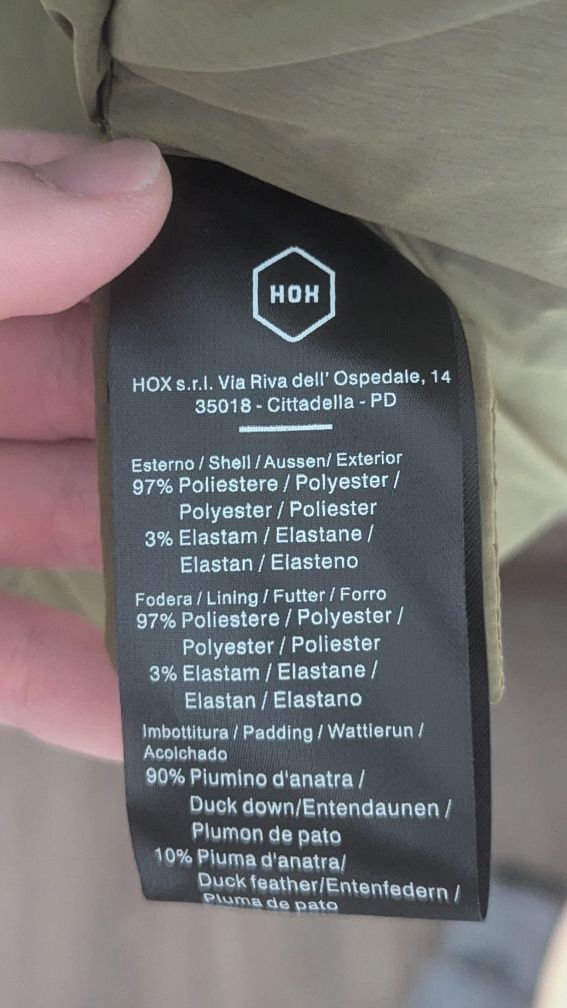 HOX
HOX s.r.l. Via Riva dell' Ospedale, 14
35018 - Cittadella - PD
Esterno / Shell / Aussen/ Exterior
97% Poliestere / Polyester /
Polyester / Poliester
3% Elastam / Elastane /
Elastan / Elasteno
Fodera / Lining / Futter / Forro
97% Poliestere / Polyester /
Polyester / Poliester
3% Elastam / Elastane /
Elastan / Elastano
Imbottitura / Padding / Wattierun /
Acolchado
90% Piumino d'anatra /
Duck down/Entendaunen /
Plumon de pato
10% Piuma d'anatra/
Duck feather/Entenfedern /
Pluma de pato